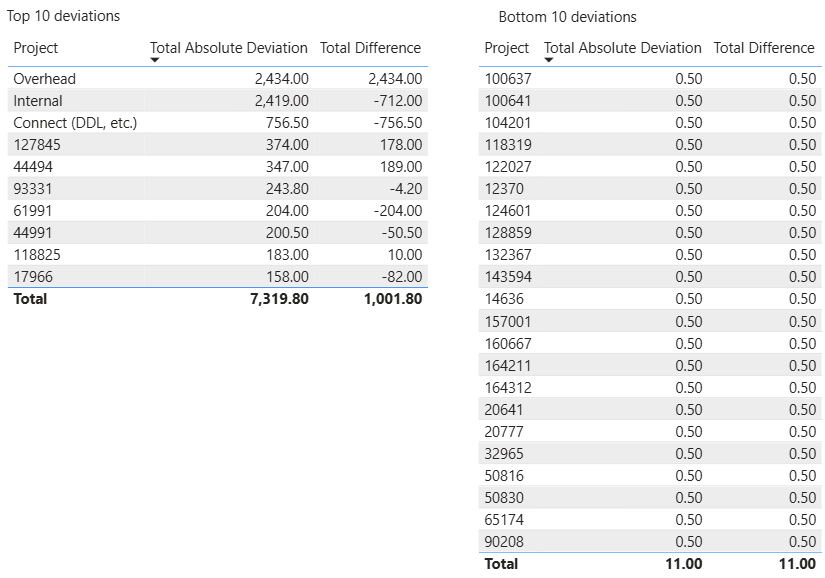 Top 10 deviations
Project Total Absolute Deviation Total Difference
Overhead 2,434.00 2,434.00
Internal 2,419.00 -712.00
Connect (DDL, etc.) 756.50 -756.50
127845 374.00 178.00
44494 347.00 189.00
93331 243.80 -4.20
61991 204.00 -204.00
44991 200.50 -50.50
118825 183.00 10.00
17966 158.00 -82.00
Total 7,319.80 1,001.80
Bottom 10 deviations
Project Total Absolute Deviation Total Difference
100637 0.50 0.50
100641 0.50 0.50
104201 0.50 0.50
118319 0.50 0.50
122027 0.50 0.50
12370 0.50 0.50
124601 0.50 0.50
128859 0.50 0.50
132367 0.50 0.50
143594 0.50 0.50
14636 0.50 0.50
157001 0.50 0.50
160667 0.50 0.50
164211 0.50 0.50
164312 0.50 0.50
20641 0.50 0.50
20777 0.50 0.50
32965 0.50 0.50
50816 0.50 0.50
50830 0.50 0.50
65174 0.50 0.50
90208 0.50 0.50
Total 11.00 11.00